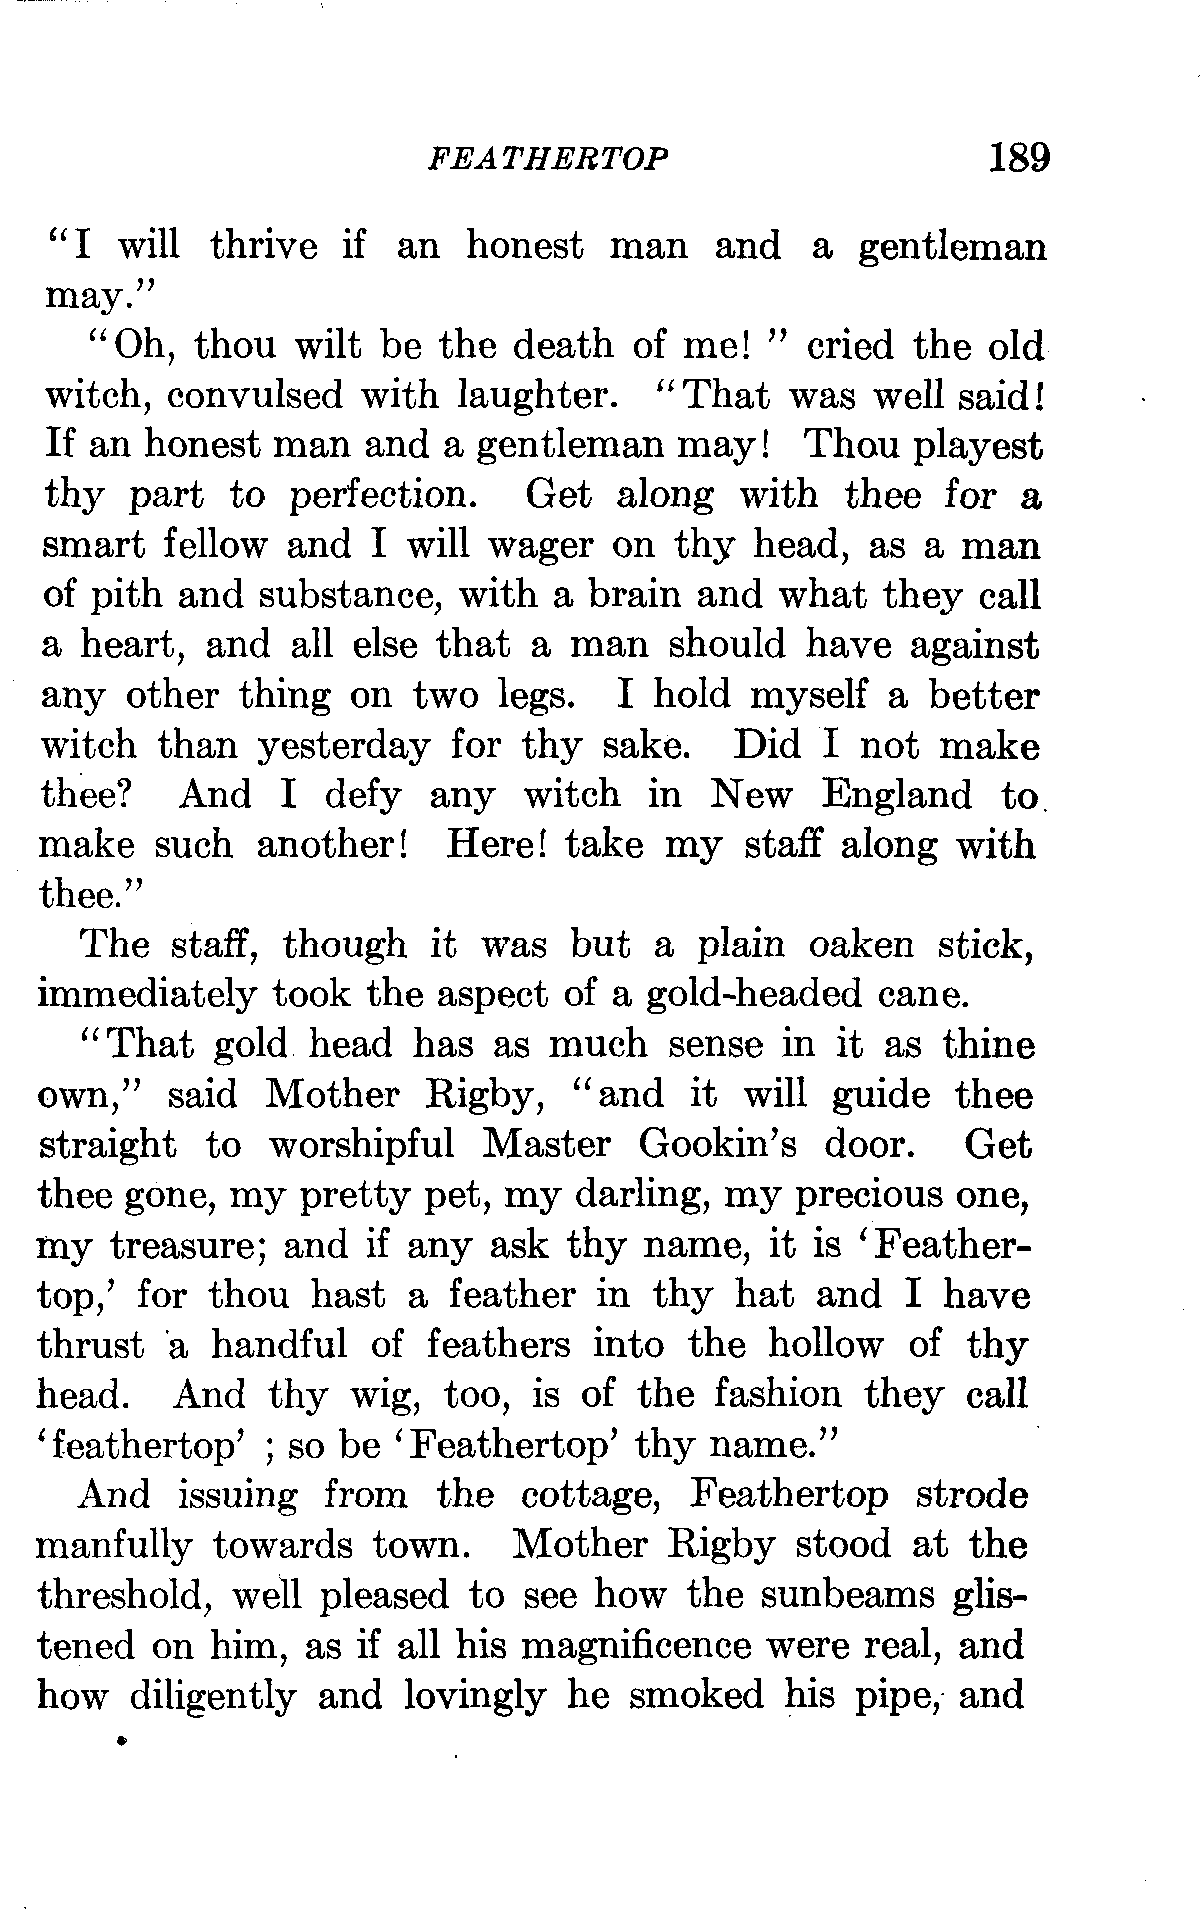 FEATHERTOP 189
"I will thrive if an honest man and a gentleman
may."
"Oh, thou wilt be the death of me! " cried the old
witch, convulsed with laughter. "That was well said!
If an honest man and a gentleman may! Thou playest
thy part to perfection. Get along with thee for a
smart fellow and I will wager on thy head, as a man
of pith and substance, with a brain and what they call
a heart, and all else that a man should have against
any other thing on two legs. I hold myself a better
witch than yesterday for thy sake. Did I not make
thee? And I defy any witch in New England to
make such another! Here! take my staff along with
thee."
The staff, though it was but a plain oaken stick,
immediately took the aspect of a gold-headed cane.
"That gold head has as much sense in it as thine
own," said Mother Rigby, "and it will guide thee
straight to worshipful Master Gookin's door. Get
thee gone, my pretty pet, my darling, my precious one,
my treasure; and if any ask thy name, it is 'Feather-
top,' for thou hast a feather in thy hat and I have
thrust a handful of feathers into the hollow of thy
head. And thy wig, too, is of the fashion they call
'feathertop' ; so be 'Feathertop' thy name."
And issuing from the cottage, Feathertop strode
manfully towards town. Mother Rigby stood at the
threshold, well pleased to see how the sunbeams glis-
tened on him, as if all his magnificence were real, and
how diligently and lovingly he smoked his pipe, and